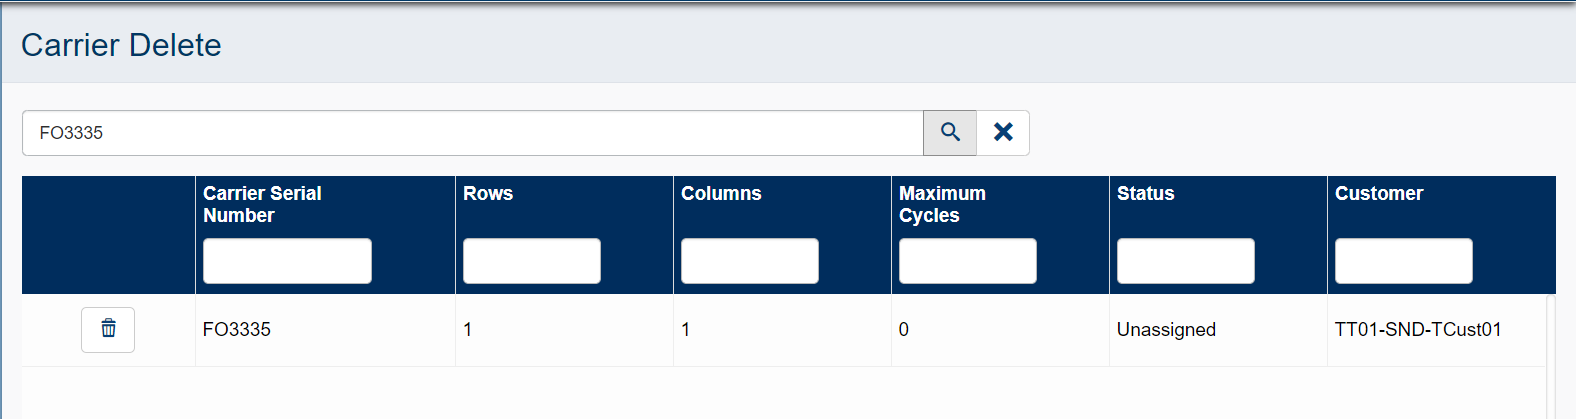 Carrier Delete
FO3335
Carrier Serial Number
Rows
Columns
Maximum Cycles
Status
Customer
FO3335
1
1
0
Unassigned
TT01-SND-TCust01